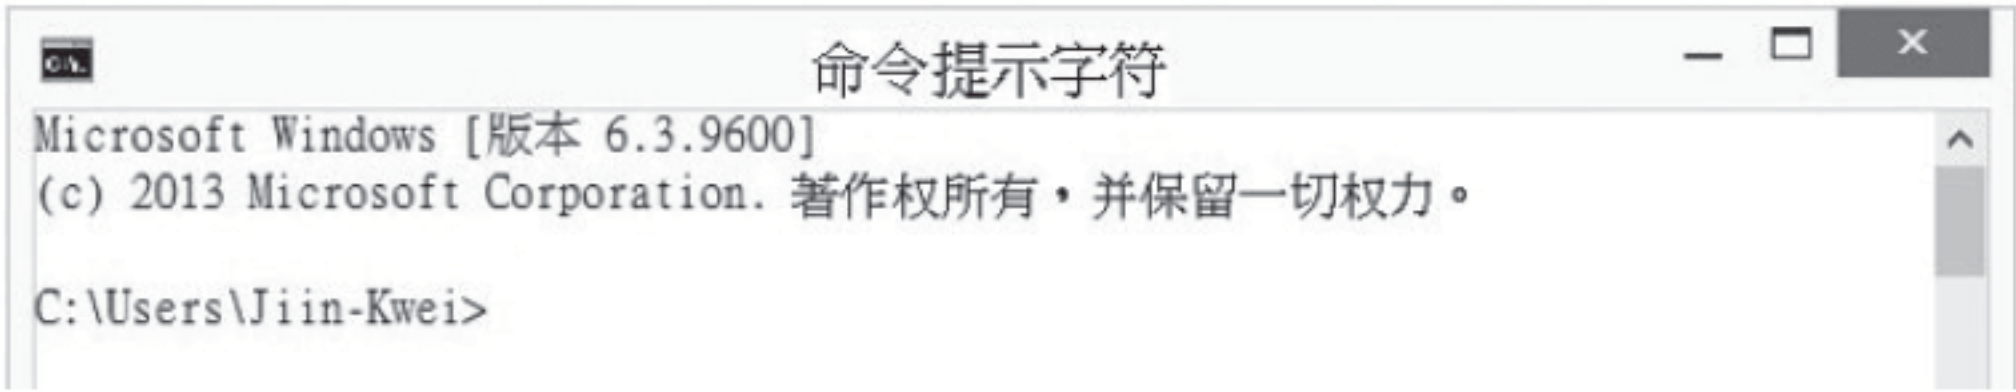 命令提示字符
Microsoft Windows [版本 6.3.9600]
(c) 2013 Microsoft Corporation. 著作权所有，并保留一切权力。
C:\Users\Jiin-Kwei>